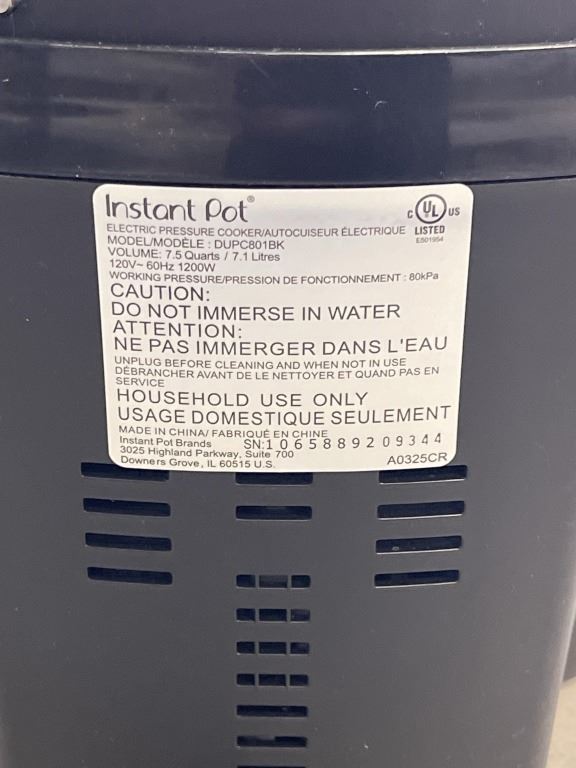 Instant Pot®
ELECTRIC PRESSURE COOKER/AUTOCUISEUR ÉLECTRIQUE
MODEL/MODÈLE : DUPC801BK
VOLUME: 7.5 Quarts / 7.1 Litres
120V~ 60Hz 1200W
C UL US
LISTED
E501954
WORKING PRESSURE/PRESSION DE FONCTIONNEMENT : 80kPa
CAUTION:
DO NOT IMMERSE IN WATER
ATTENTION:
NE PAS IMMERGER DANS L'EAU
UNPLUG BEFORE CLEANING AND WHEN NOT IN USE
DÉBRANCHER AVANT DE LE NETTOYER ET QUAND PAS EN
SERVICE
HOUSEHOLD USE ONLY
USAGE DOMESTIQUE SEULEMENT
MADE IN CHINA/ FABRIQUÉ EN CHINE
Instant Pot Brands SN:1065889209344
3025 Highland Parkway, Suite 700
Downers Grove, IL 60515 U.S. A0325CR